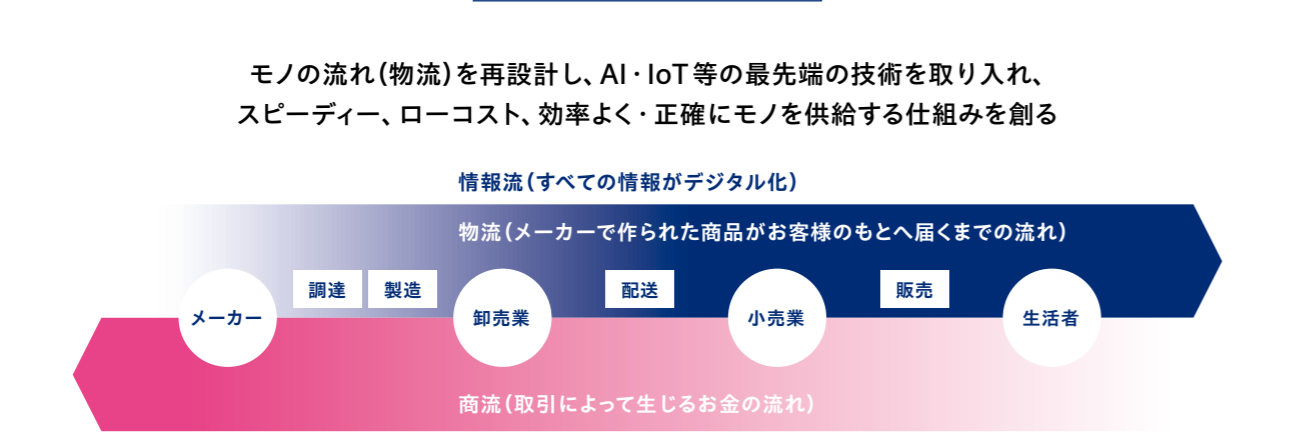 モノの流れ(物流)を再設計し、AI・IoT等の最先端の技術を取り入れ、
スピーディー、ローコスト、効率よく・正確にモノを供給する仕組みを創る
情報流(すべての情報がデジタル化)
物流(メーカーで作られた商品がお客様のもとへ届くまでの流れ)
調達 製造 配送 販売
メーカー 卸売業 小売業 生活者
商流(取引によって生じるお金の流れ)